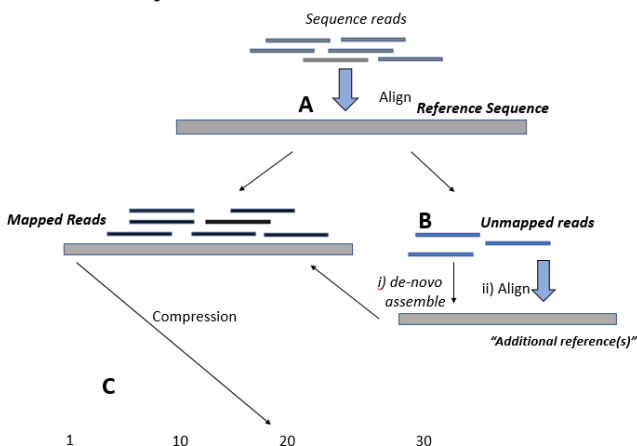 Sequence reads
A
Align
Reference Sequence
Mapped Reads
B
Unmapped reads
i) de-novo
assemble
ii) Align
"Additional reference(s)"
Compression
C
1 10 20 30